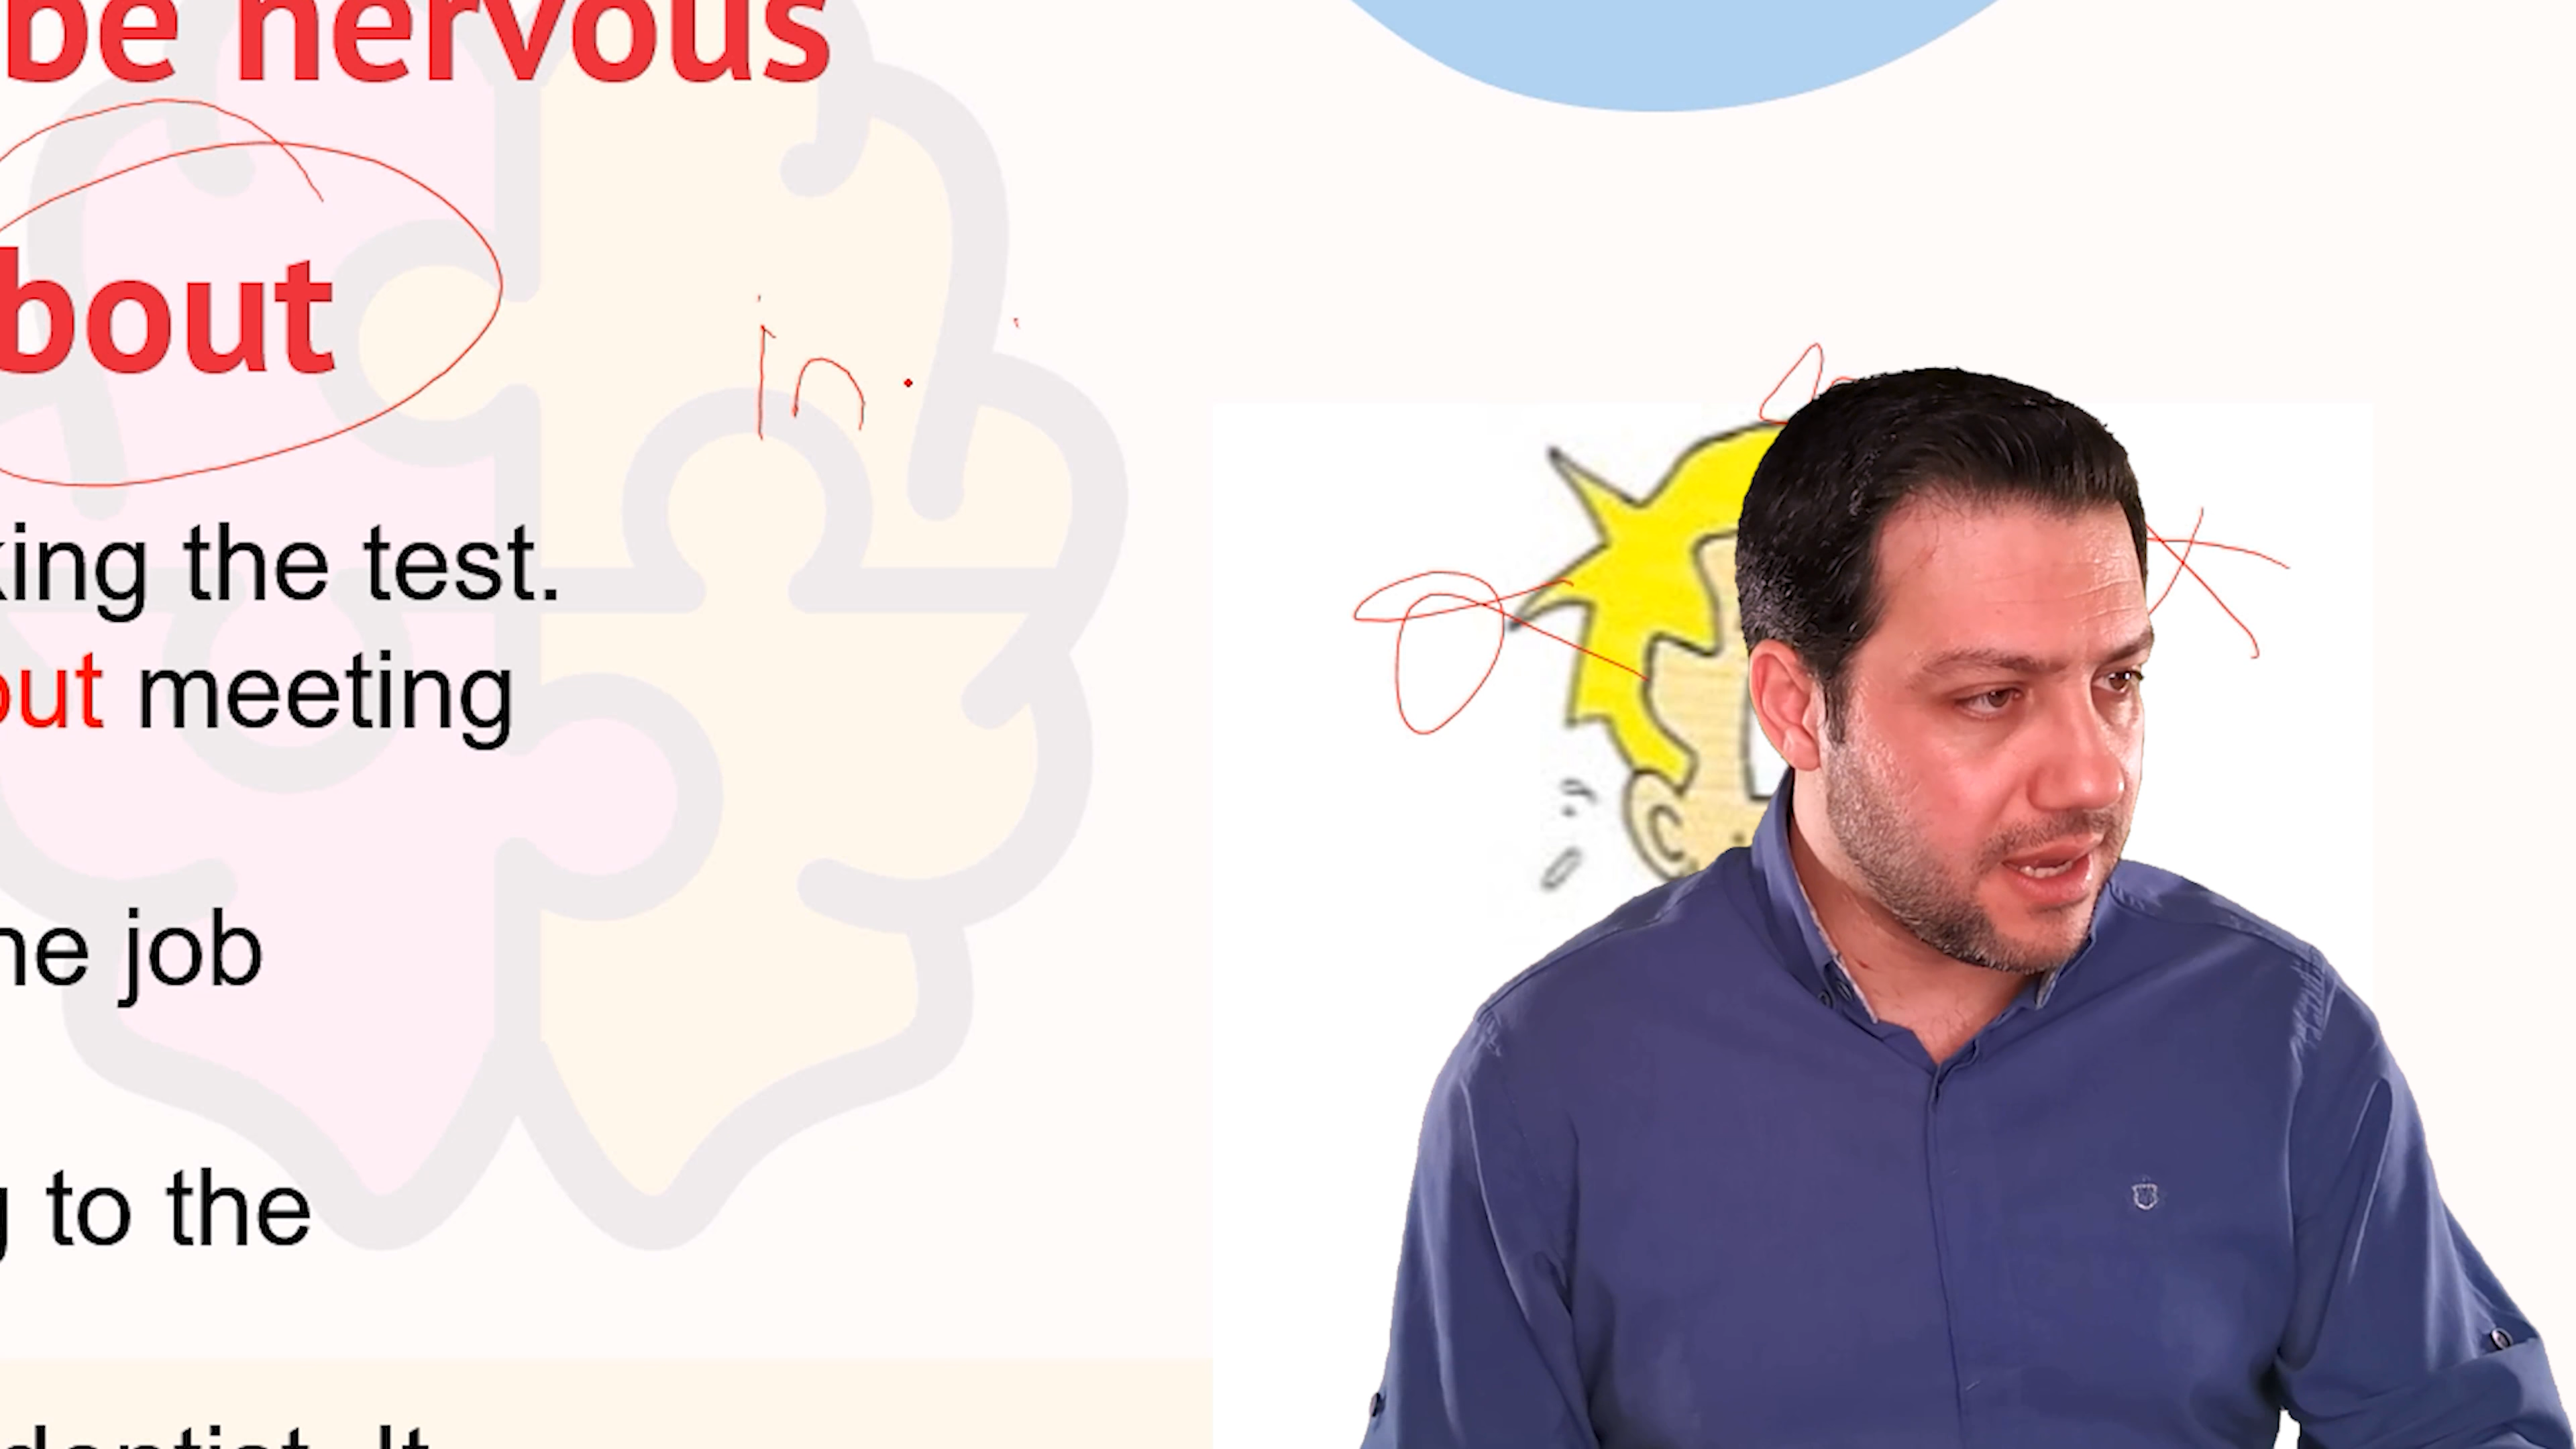 be nervous
bout
in
king the test.
out meeting
he job
g to the
dentist. It